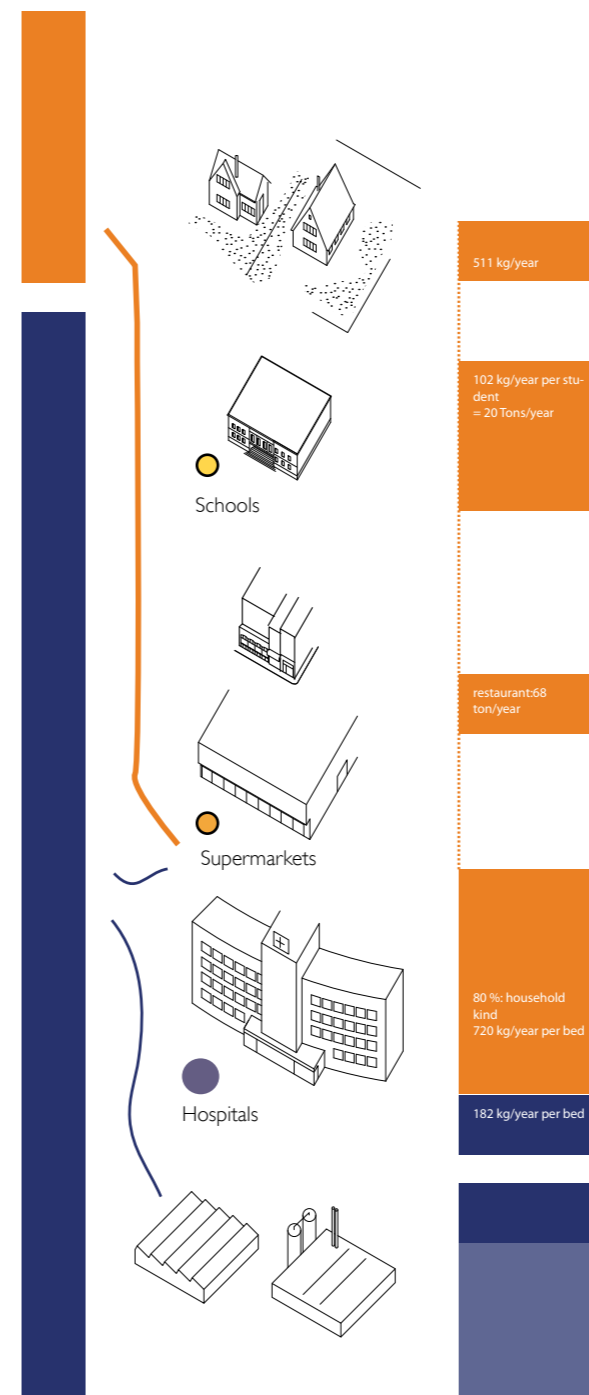 511 kg/year
102 kg/year per stu-
dent
= 20 Tons/year
Schools
restaurant:68
ton/year
Supermarkets
80 %: household
kind
720 kg/year per bed
Hospitals
182 kg/year per bed